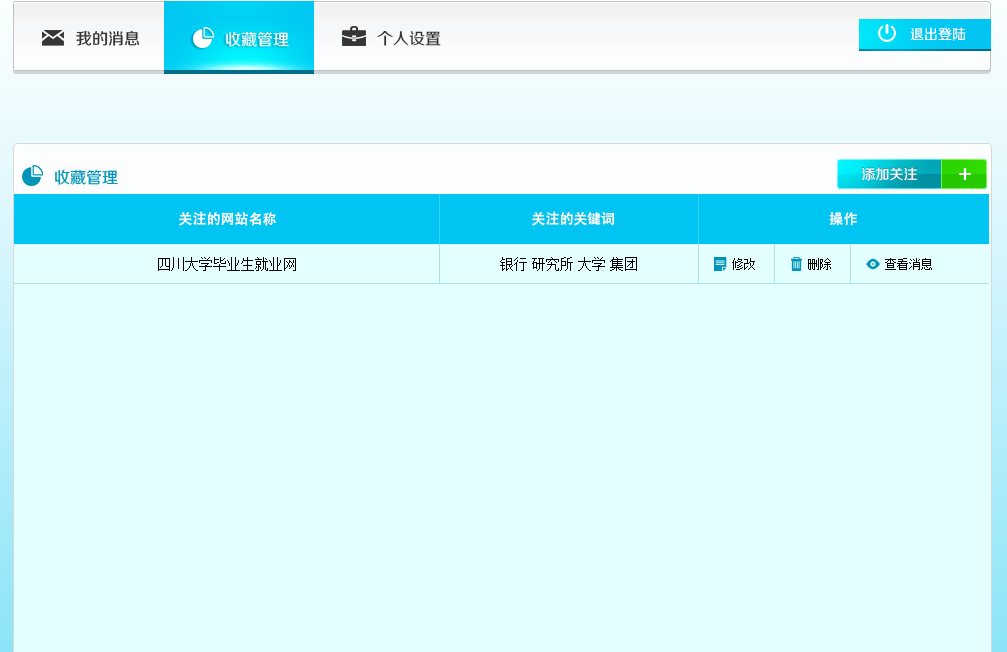 我的消息 收藏管理 个人设置 退出登陆
收藏管理 添加关注 +
关注的网站名称 关注的关键词 操作
四川大学毕业生就业网 银行 研究所 大学 集团 修改 删除 查看消息